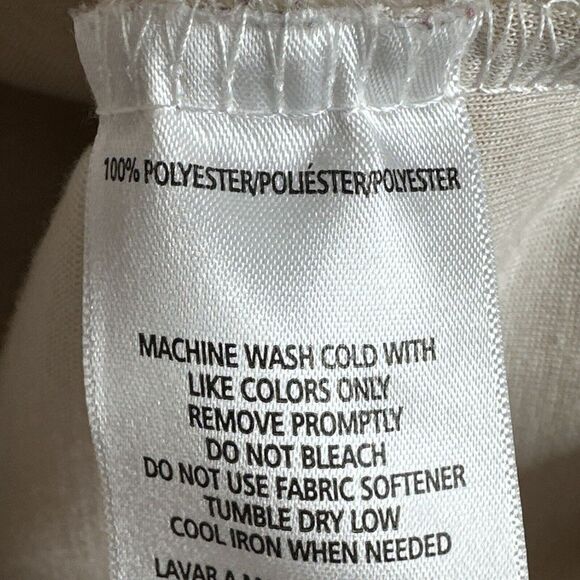 100% POLYESTER/POLIÉSTER/POLYESTER
MACHINE WASH COLD WITH
LIKE COLORS ONLY
REMOVE PROMPTLY
DO NOT BLEACH
DO NOT USE FABRIC SOFTENER
TUMBLE DRY LOW
COOL IRON WHEN NEEDED
LAVAR A